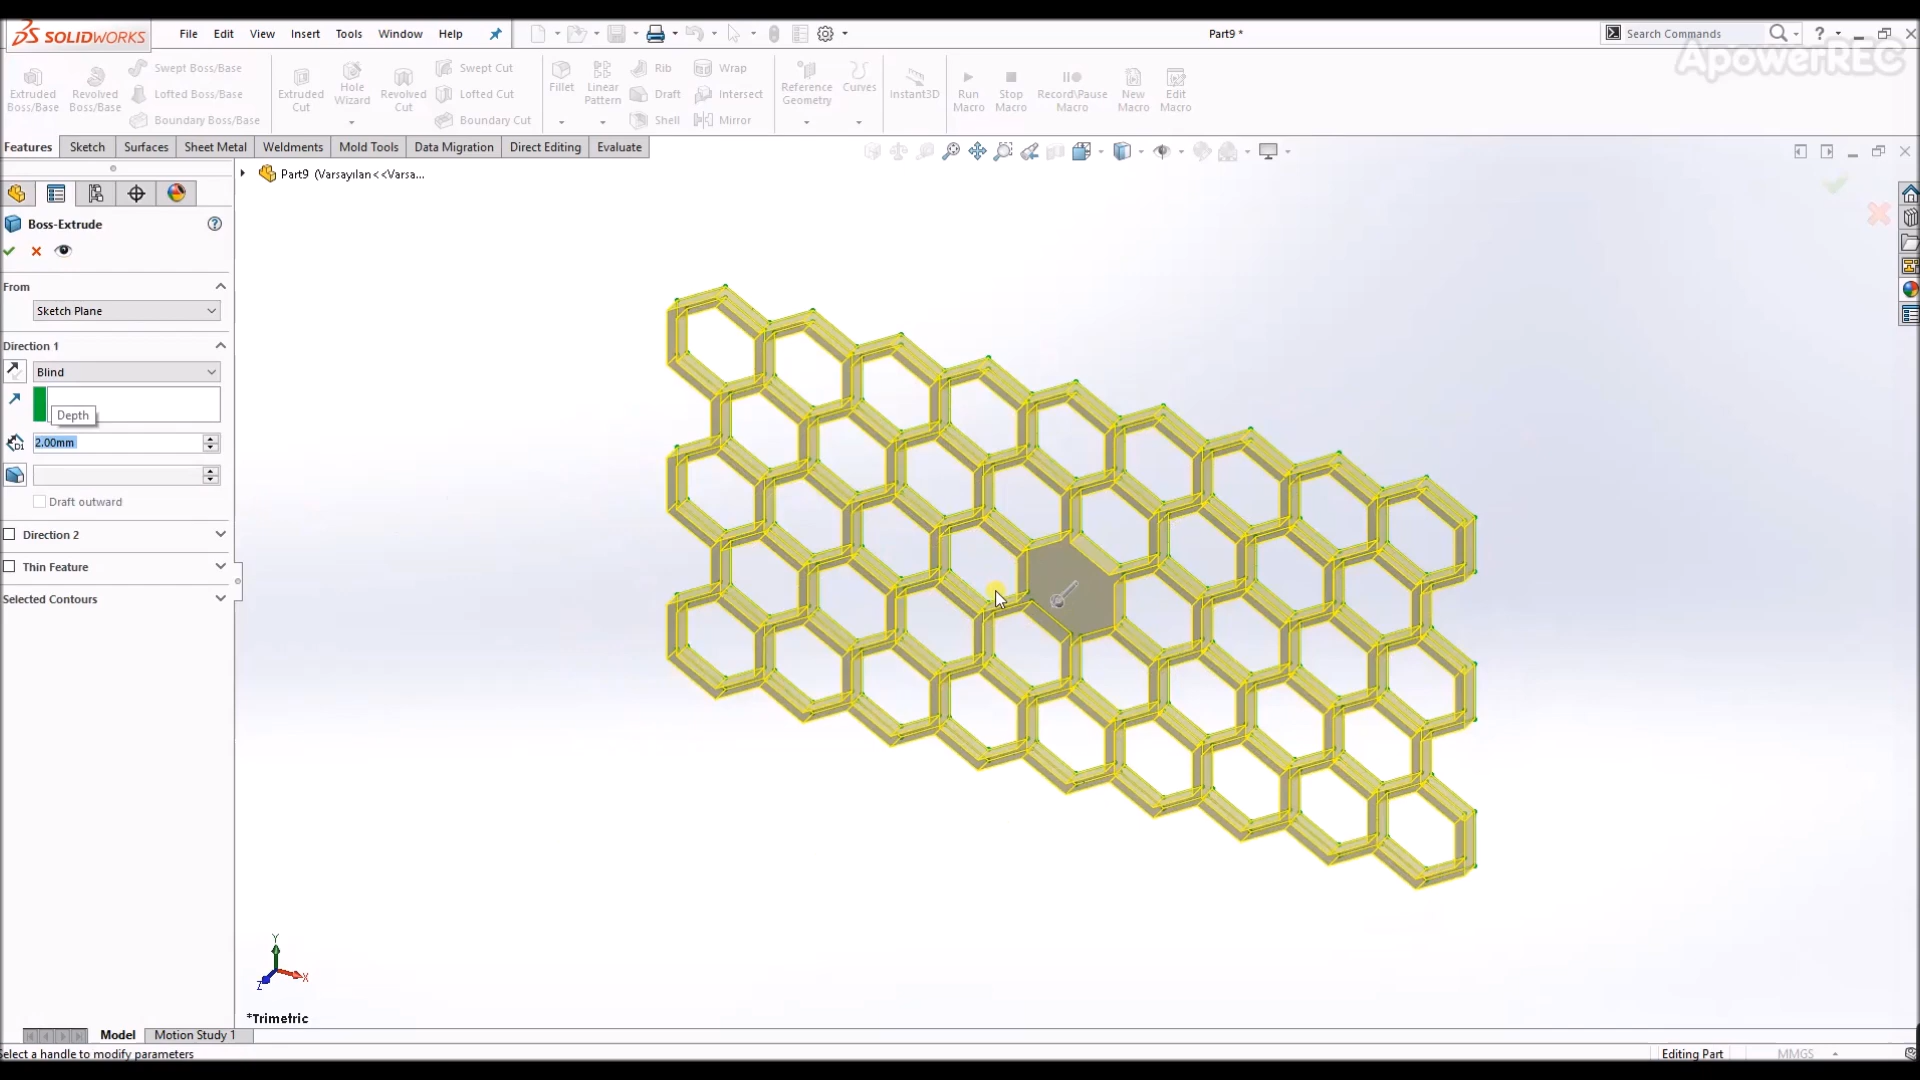 SOLIDWORKS File Edit View Insert Tools Window Help Part9 * Search Commands ?
ApowerREC
Extruded Boss/Base
Revolved Boss/Base
Swept Boss/Base
Lofted Boss/Base
Boundary Boss/Base
Extruded Cut
Hole Wizard
Revolved Cut
Swept Cut
Lofted Cut
Boundary Cut
Fillet
Linear Pattern
Rib
Draft
Shell
Wrap
Intersect
Mirror
Reference Geometry
Curves
Instant3D
Run Macro
Stop Macro
Record\Pause Macro
New Macro
Edit Macro
Features Sketch Surfaces Sheet Metal Weldments Mold Tools Data Migration Direct Editing Evaluate
Part9 (Varsayılan<<Varsa...
Boss-Extrude
From
Sketch Plane
Direction 1
Blind
Depth
2.00mm
Draft outward
Direction 2
Thin Feature
Selected Contours
Y
X
Z
*Trimetric
Model Motion Study 1
Select a handle to modify parameters Editing Part MMGS